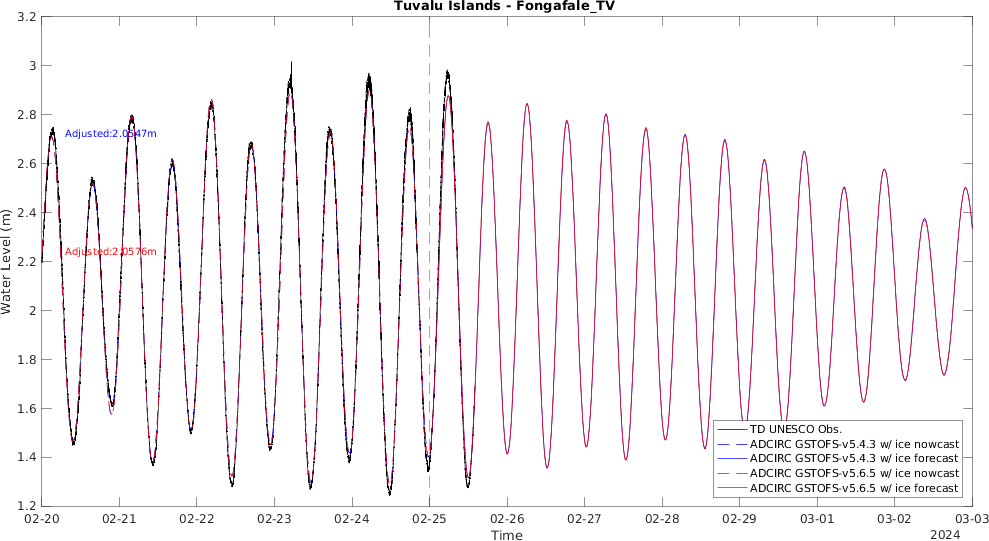 Tuvalu Islands - Fongafale_TV
3.2
3
2.8
2.6
2.4
2.2
2
1.8
1.6
1.4
1.2
Water Level (m)
Adjusted:2.0547m
Adjusted:2.0576m
TD UNESCO Obs.
ADCIRC GSTOFS-v5.4.3 w/ ice nowcast
ADCIRC GSTOFS-v5.4.3 w/ ice forecast
ADCIRC GSTOFS-v5.6.5 w/ ice nowcast
ADCIRC GSTOFS-v5.6.5 w/ ice forecast
02-20 02-21 02-22 02-23 02-24 02-25 02-26 02-27 02-28 02-29 03-01 03-02 03-03
Time
2024